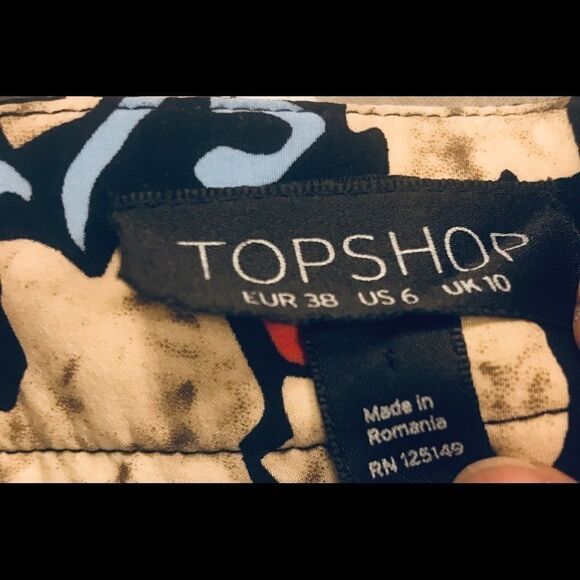 TOPSHOP
EUR 38 US 6 UK 10
Made in
Romania
RN 125149